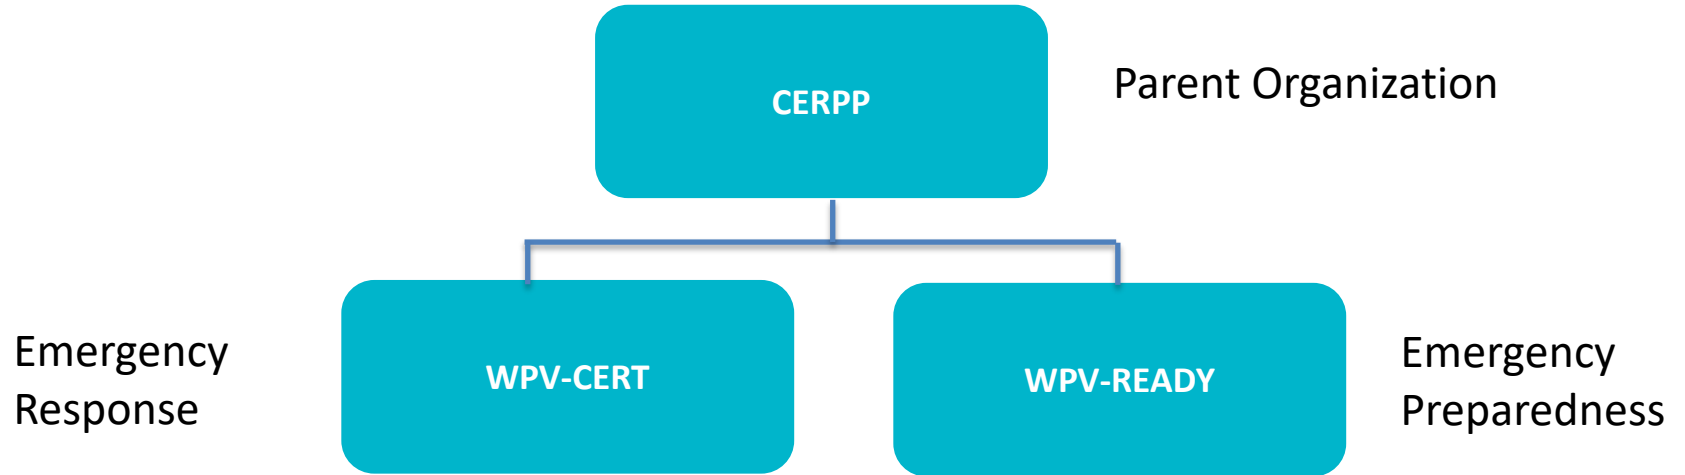 CERPP
Parent Organization
Emergency
Response
WPV-CERT
WPV-READY
Emergency
Preparedness